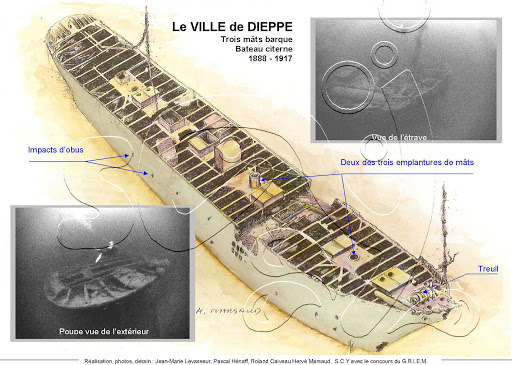 Le VILLE de DIEPPE
Trois mâts barque
Bateau citerne
1888 - 1917
Vue de l'étrave
Impacts d'obus
Deux des trois emplantures de mâts
Treuil
Poupe vue de l'extérieur
H. MARSAUD
Réalisation, photos, dessin : Jean-Marie Levasseur, Pascal Hénaff, Roland Calveau Hervé Marsaud, S.C.Y avec le concours du G.R.I.E.M.